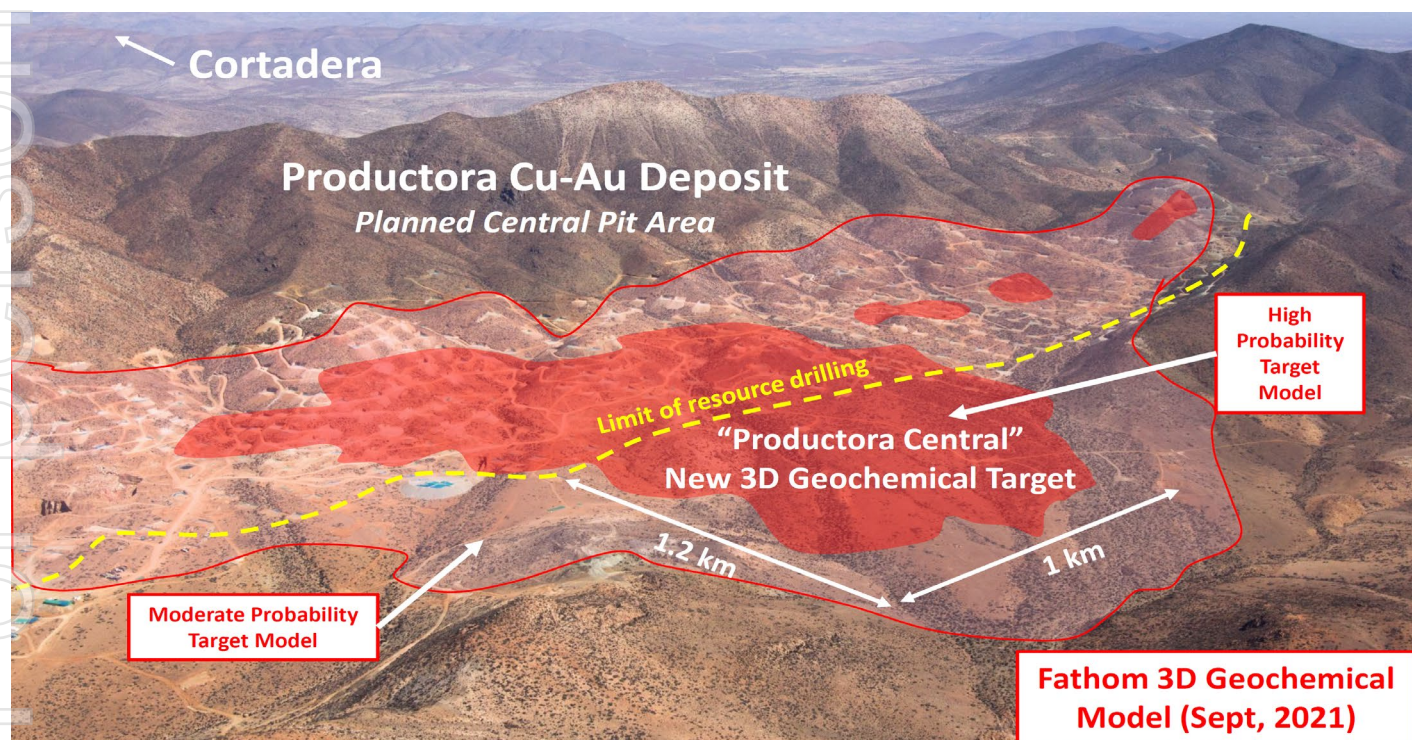 Cortadera
Productora Cu-Au Deposit
Planned Central Pit Area
High
Probability
Target
Model
Limit of resource drilling
“Productora Central”
New 3D Geochemical Target
1.2 km
1 km
Moderate Probability
Target Model
Fathom 3D Geochemical
Model (Sept, 2021)